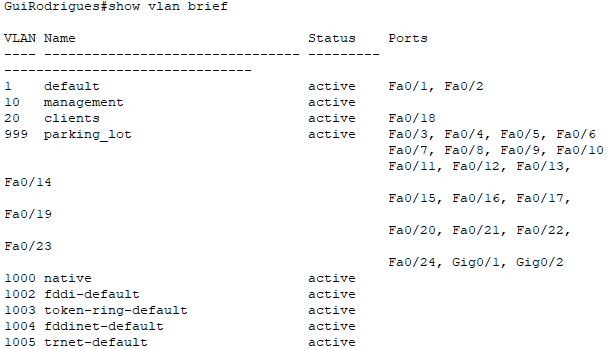 GuiRodrigues#show vlan brief
VLAN Name                             Status    Ports
---- -------------------------------- --------- -------------------------------
1    default                          active    Fa0/1, Fa0/2
10   management                       active
20   clients                          active    Fa0/18
999  parking_lot                      active    Fa0/3, Fa0/4, Fa0/5, Fa0/6
                                                Fa0/7, Fa0/8, Fa0/9, Fa0/10
                                                Fa0/11, Fa0/12, Fa0/13,
Fa0/14
                                                Fa0/15, Fa0/16, Fa0/17,
Fa0/19
                                                Fa0/20, Fa0/21, Fa0/22,
Fa0/23
                                                Fa0/24, Gig0/1, Gig0/2
1000 native                           active
1002 fddi-default                     active
1003 token-ring-default               active
1004 fddinet-default                  active
1005 trnet-default                    active